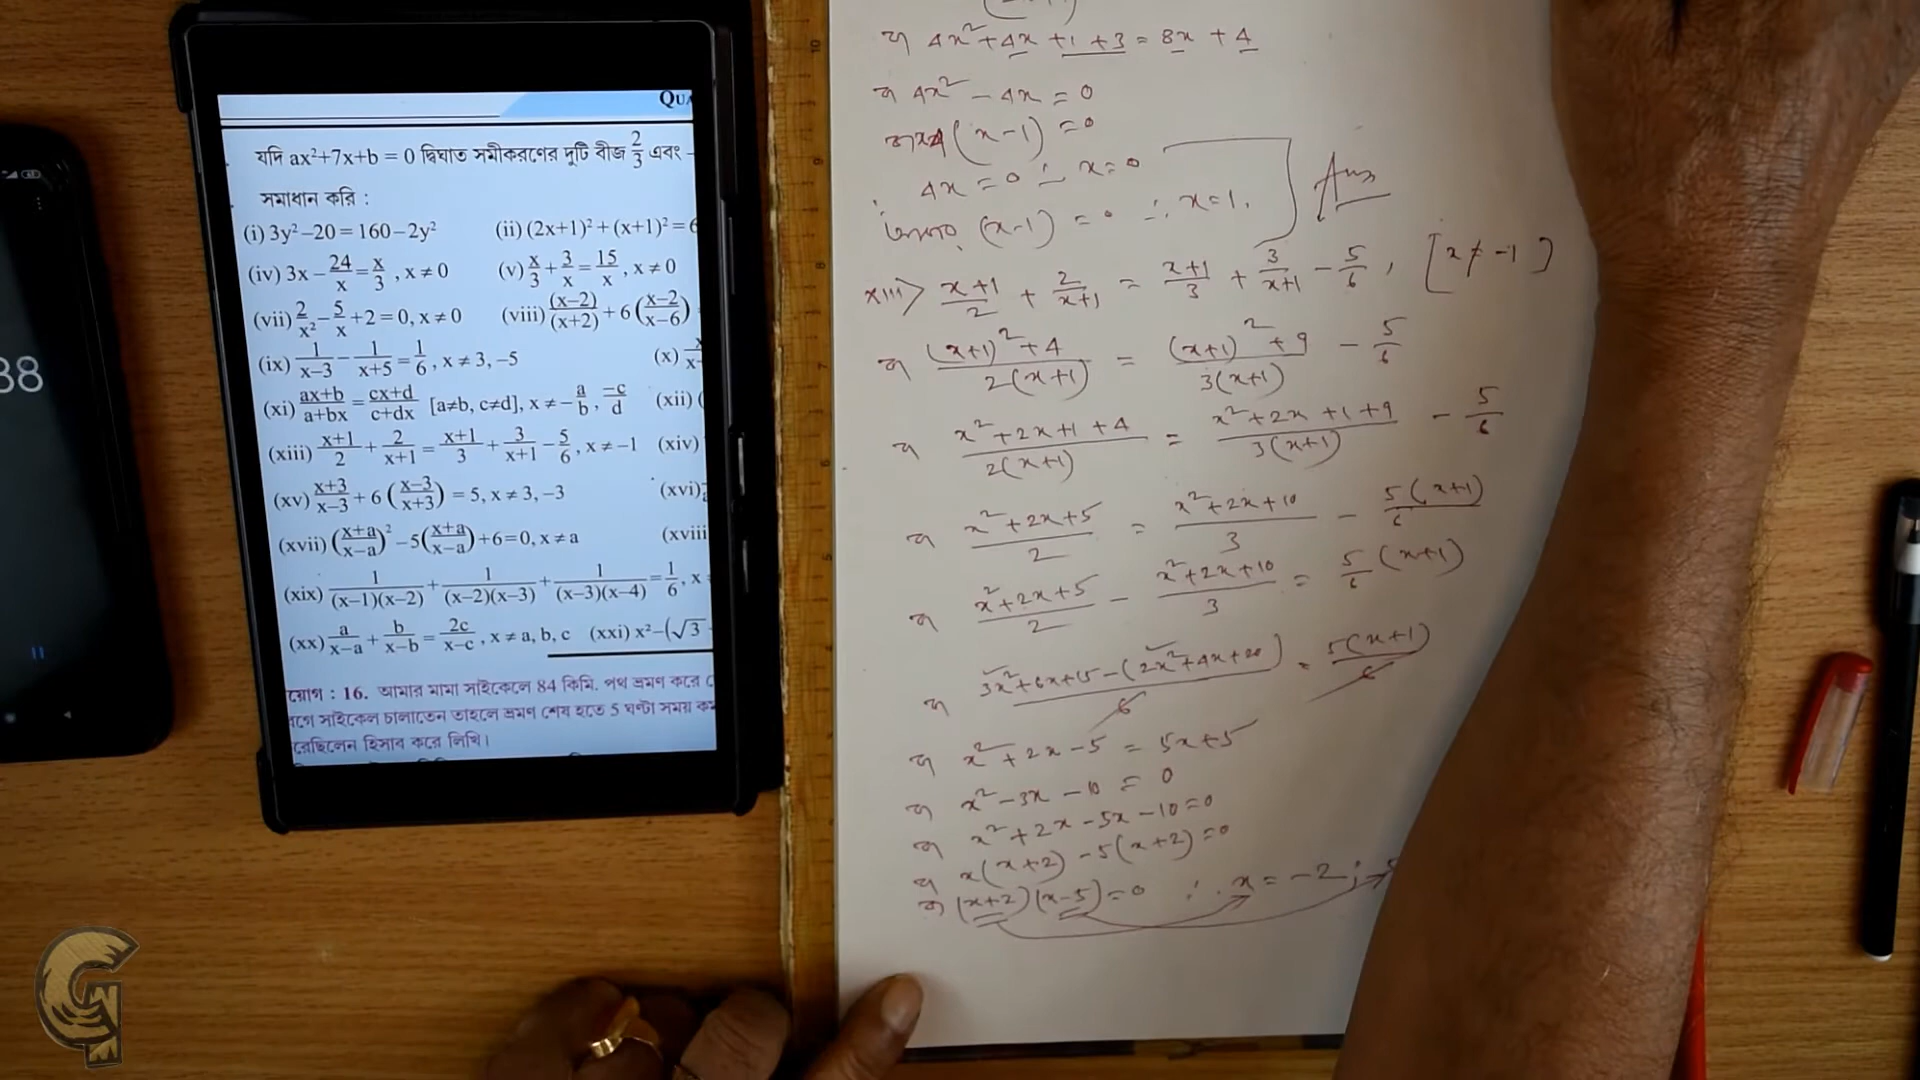 38
QUA
যদি ax²+7x+b = 0 দ্বিঘাত সমীকরণের দুটি বীজ 2/3 এবং -
সমাধান করি :
(i) 3y²–20 = 160–2y² (ii) (2x+1)² + (x+1)² = 6
(iv) 3x – 24/x = x/3 , x ≠ 0 (v) x/3 + 3/x = 15/x , x ≠ 0
(vii) 2/x² – 5/x + 2 = 0, x ≠ 0 (viii) (x–2)/(x+2) + 6 (x–2/x–6)
(ix) 1/x–3 – 1/x+5 = 1/6 , x ≠ 3, –5 (x) x/x-
(xi) ax+b/a+bx = cx+d/c+dx [a≠b, c≠d], x ≠ – a/b , –c/d (xii) (
(xiii) x+1/2 + 2/x+1 = x+1/3 + 3/x+1 – 5/6 , x ≠ –1 (xiv)
(xv) x+3/x–3 + 6 (x–3/x+3) = 5, x ≠ 3, –3 (xvi)
(xvii) (x+a/x–a)² – 5(x+a/x–a) + 6=0, x ≠ a (xviii
(xix) 1/(x–1)(x–2) + 1/(x–2)(x–3) + 1/(x–3)(x–4) = 1/6 , x
(xx) a/x–a + b/x–b = 2c/x–c , x ≠ a, b, c (xxi) x²–(√3
য়োগ : 16. আমার মামা সাইকেলে 84 কিমি. পথ ভ্রমণ করে
বেগে সাইকেল চালাতেন তাহলে ভ্রমণ শেষ হতে 5 ঘণ্টা সময় কম
রেছিলেন হিসাব করে লিখি।
বা 4x² + 4x + 1 + 3 = 8x + 4
বা 4x² – 4x = 0
(x – 1) = 0
4x = 0 ∴ x = 0
অথবা, (x-1) = 0 ∴ x = 1.
Ans
xiii> x+1/2 + 2/x+1 = x+1/3 + 3/x+1 – 5/6 , [x ≠ -1]
বা (x+1)² + 4/2(x+1) = (x+1)² + 9/3(x+1) – 5/6
বা x² + 2x + 1 + 4/2(x+1) = x² + 2x + 1 + 9/3(x+1) – 5/6
বা x² + 2x + 5/2 = x² + 2x + 10/3 – 5(x+1)/6
বা x² + 2x + 5/2 – x² + 2x + 10/3 = 5/6 (x+1)
বা 3x² + 6x + 15 – (2x² + 4x + 20)/6 = 5(x+1)/6
বা x² + 2x – 5 = 5x + 5
বা x² – 3x – 10 = 0
বা x² + 2x – 5x – 10 = 0
বা x(x+2) – 5(x+2) = 0
বা (x+2)(x-5) = 0 ∴ x = -2; 5